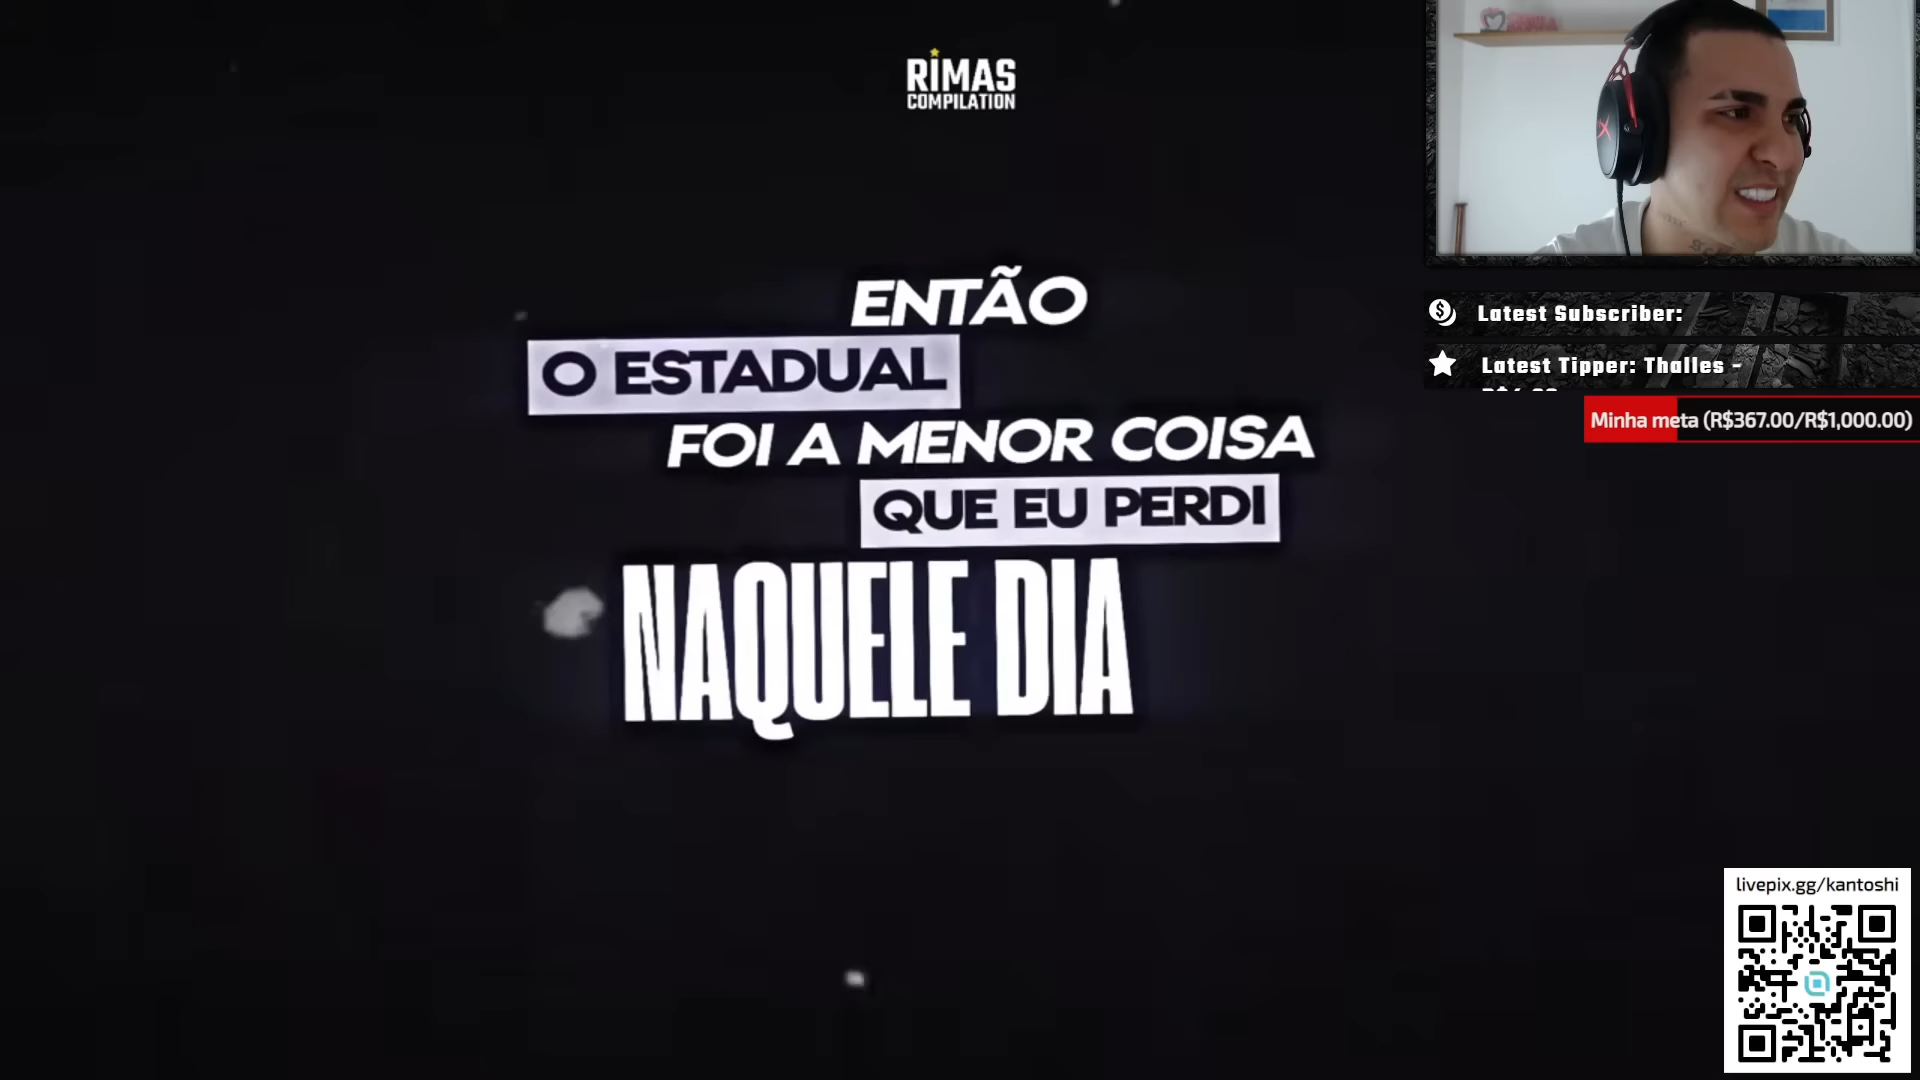 RIMAS
COMPILATION
ENTÃO
O ESTADUAL
FOI A MENOR COISA
QUE EU PERDI
NAQUELE DIA
Latest Subscriber:
Latest Tipper: Thalles -
Minha meta (R$367.00/R$1,000.00)
livepix.gg/kantoshi